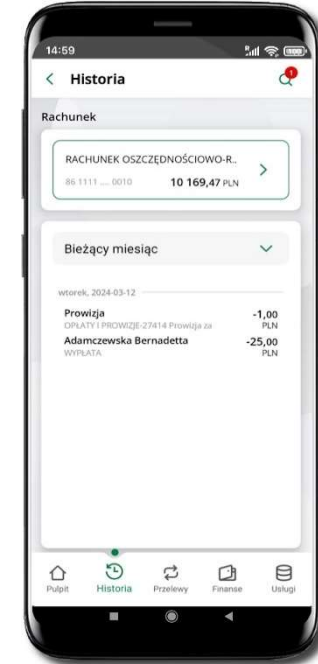 14:59
Historia
1
Rachunek
RACHUNEK OSZCZĘDNOŚCIOWO-R..
86 1111 .... 0010 10 169,47 PLN
Bieżący miesiąc
wtorek, 2024-03-12
Prowizja -1,00
OPŁATY I PROWIZJE-27414 Prowizja za PLN
Adamczewska Bernadetta -25,00
WYPŁATA PLN
Pulpit Historia Przelewy Finanse Usługi